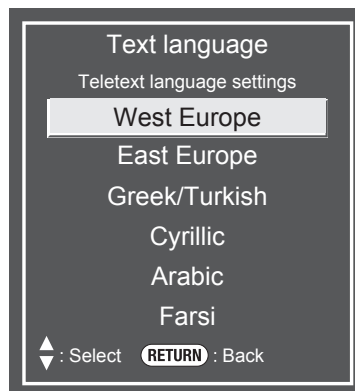 Text language
Teletext language settings
West Europe
East Europe
Greek/Turkish
Cyrillic
Arabic
Farsi
: Select RETURN : Back